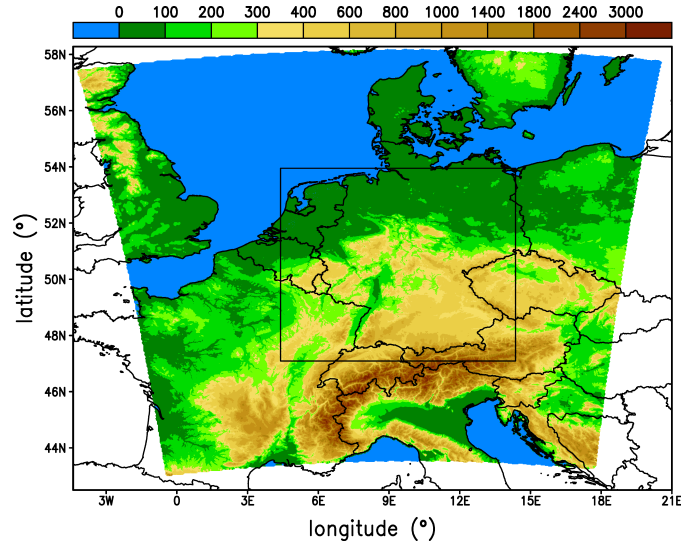 0 100 200 300 400 600 800 1000 1400 1800 2400 3000
58N
56N
54N
52N
50N
48N
46N
44N
latitude (°)
3W 0 3E 6E 9E 12E 15E 18E 21E
longitude (°)